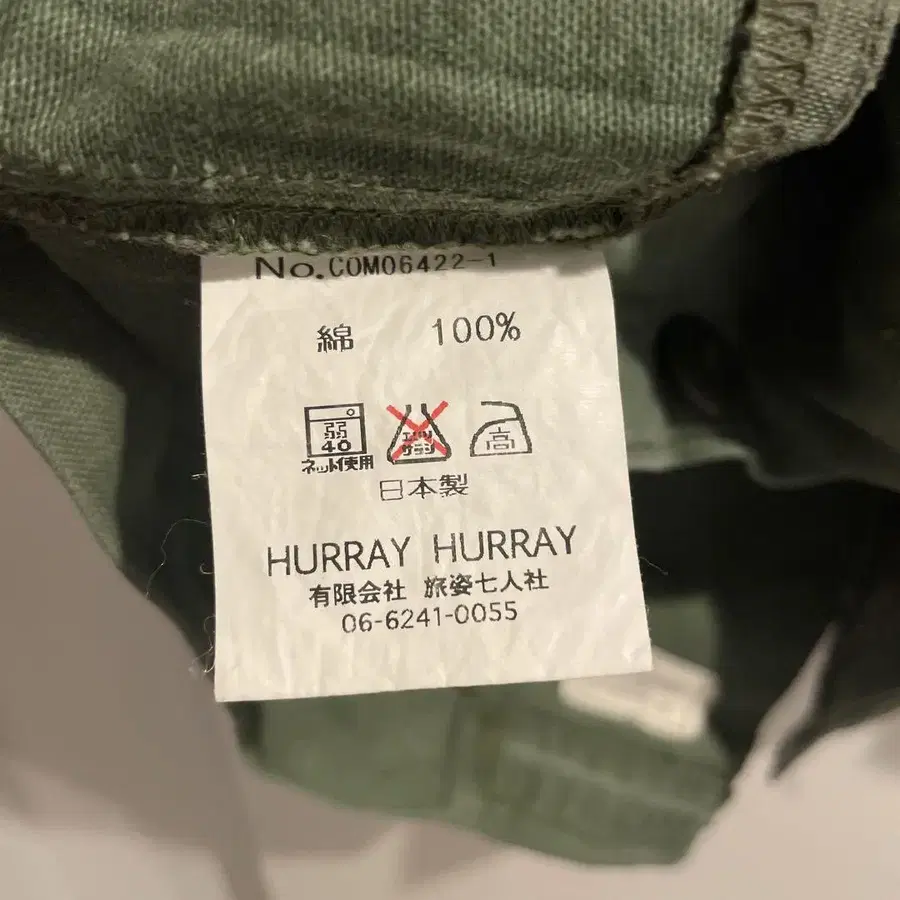 No.COM06422-1
綿 100%
弱
40
ネット使用
エンソ
サラシ
高
日本製
HURRAY HURRAY
有限会社 旅姿七人社
06-6241-0055